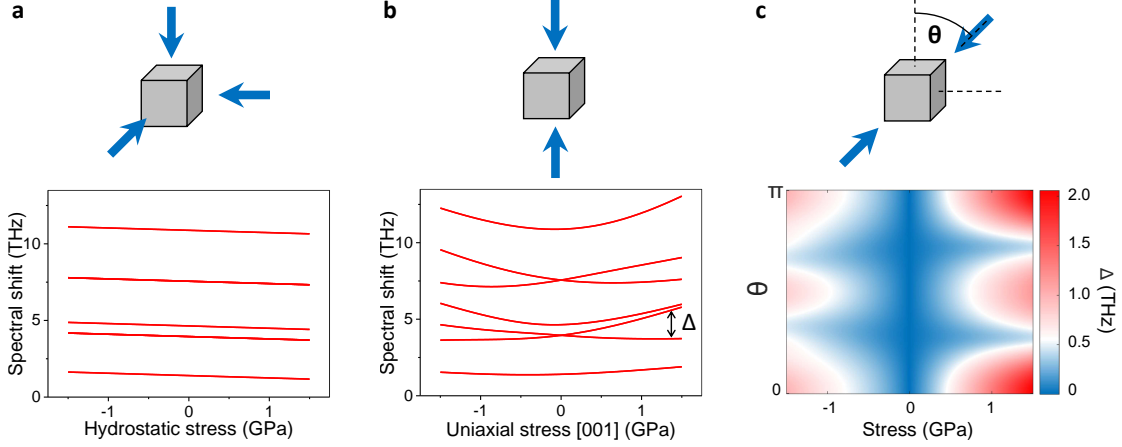 a
b
c
θ
Spectral shift (THz)
10
5
0
-1
0
1
Hydrostatic stress (GPa)
Spectral shift (THz)
10
5
0
Δ
-1
0
1
Uniaxial stress [001] (GPa)
π
θ
0
-1
0
1
Stress (GPa)
2.0
1.5
1.0
0.5
0
Δ (THz)